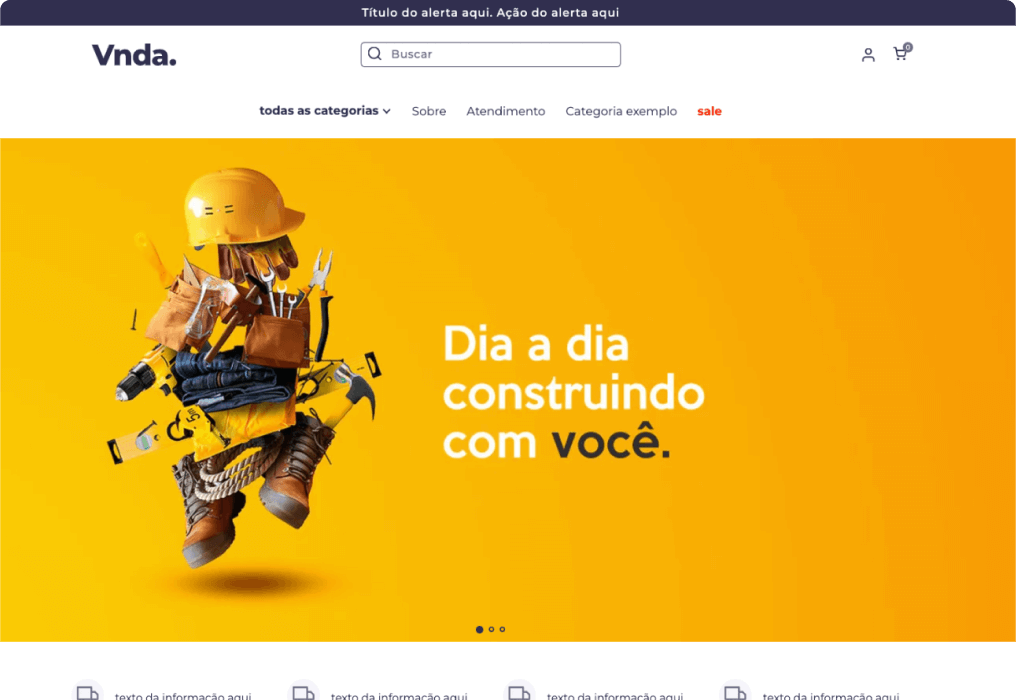 Título do alerta aqui. Ação do alerta aqui
Vnda.
Buscar
0
todas as categorias
Sobre
Atendimento
Categoria exemplo
sale
Dia a dia
construindo
com você.
texto da informação aqui
texto da informação aqui
texto da informação aqui
texto da informação aqui